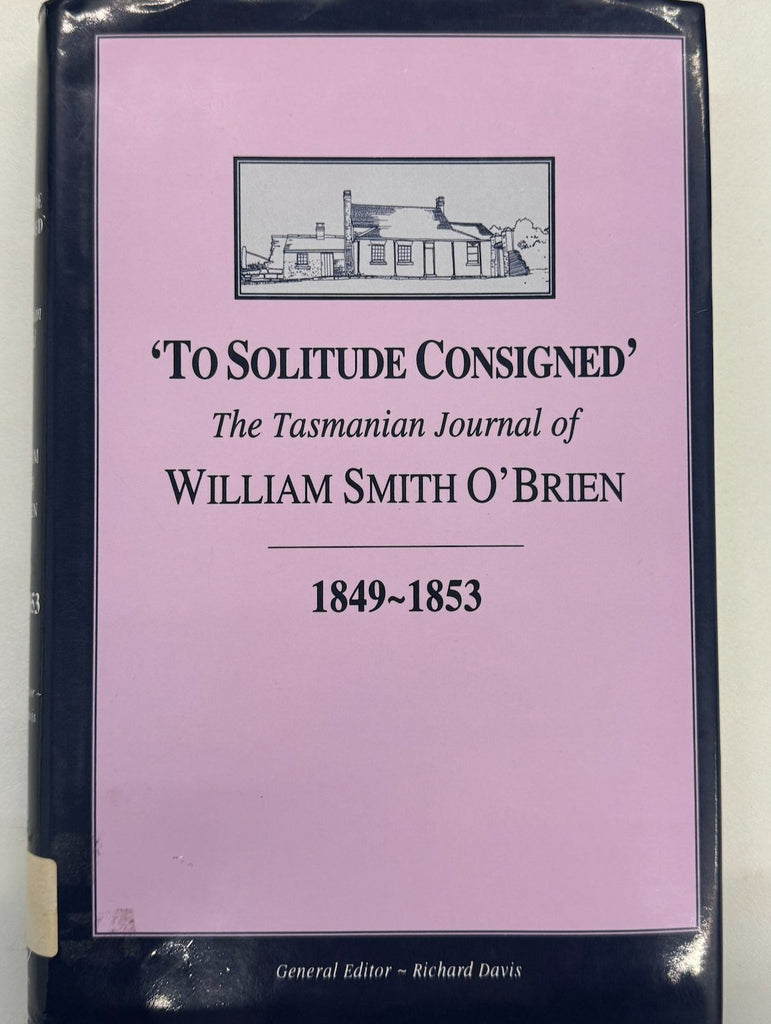 ‘TO SOLITUDE CONSIGNED’
The Tasmanian Journal of
WILLIAM SMITH O’BRIEN
1849~1853
General Editor ~ Richard Davis